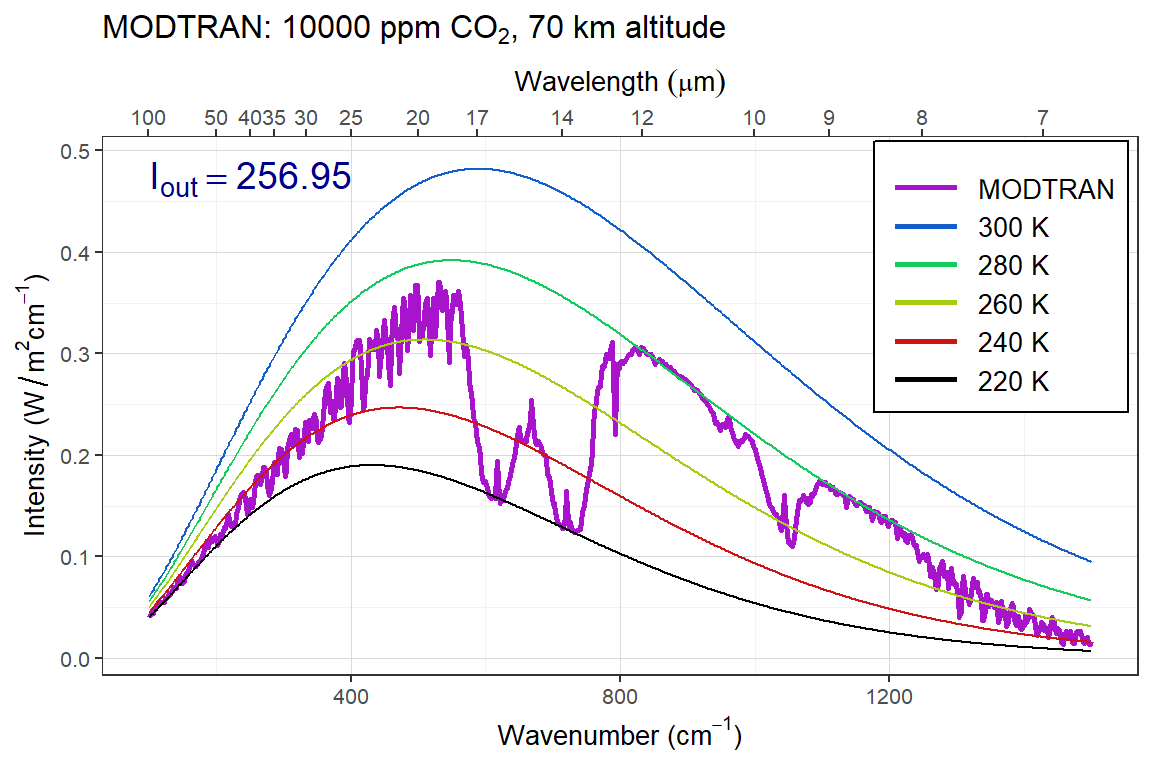 MODTRAN: 10000 ppm CO₂, 70 km altitude
Wavelength (μm)
100 50 40 35 30 25 20 17 14 12 10 9 8 7
I_out = 256.95
MODTRAN
300 K
280 K
260 K
240 K
220 K
0.5
0.4
0.3
0.2
0.1
0.0
Intensity (W / m²cm⁻¹)
400 800 1200
Wavenumber (cm⁻¹)